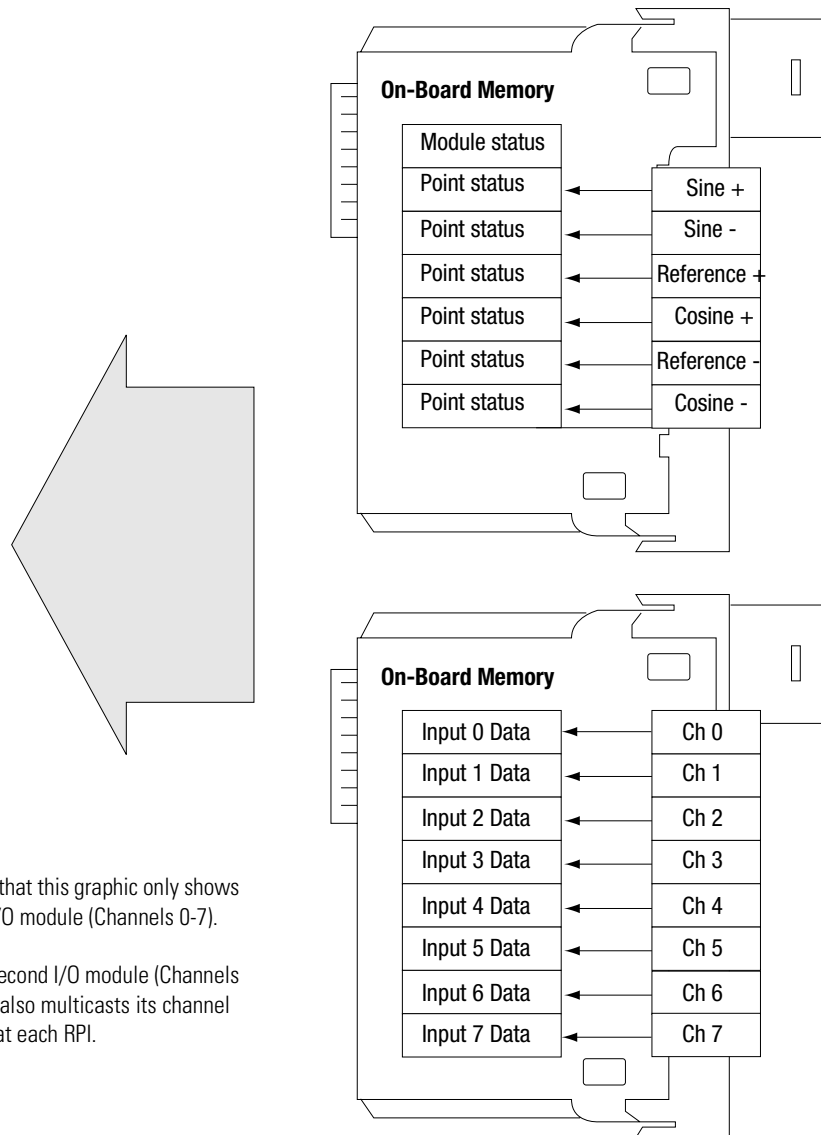 On-Board Memory
Module status
Point status
Sine +
Point status
Sine -
Point status
Reference +
Point status
Cosine +
Point status
Reference -
Point status
Cosine -
On-Board Memory
Input 0 Data
Ch 0
Input 1 Data
Ch 1
Input 2 Data
Ch 2
Input 3 Data
Ch 3
Input 4 Data
Ch 4
Input 5 Data
Ch 5
Input 6 Data
Ch 6
Input 7 Data
Ch 7
that this graphic only shows
/O module (Channels 0-7).
econd I/O module (Channels
also multicasts its channel
at each RPI.